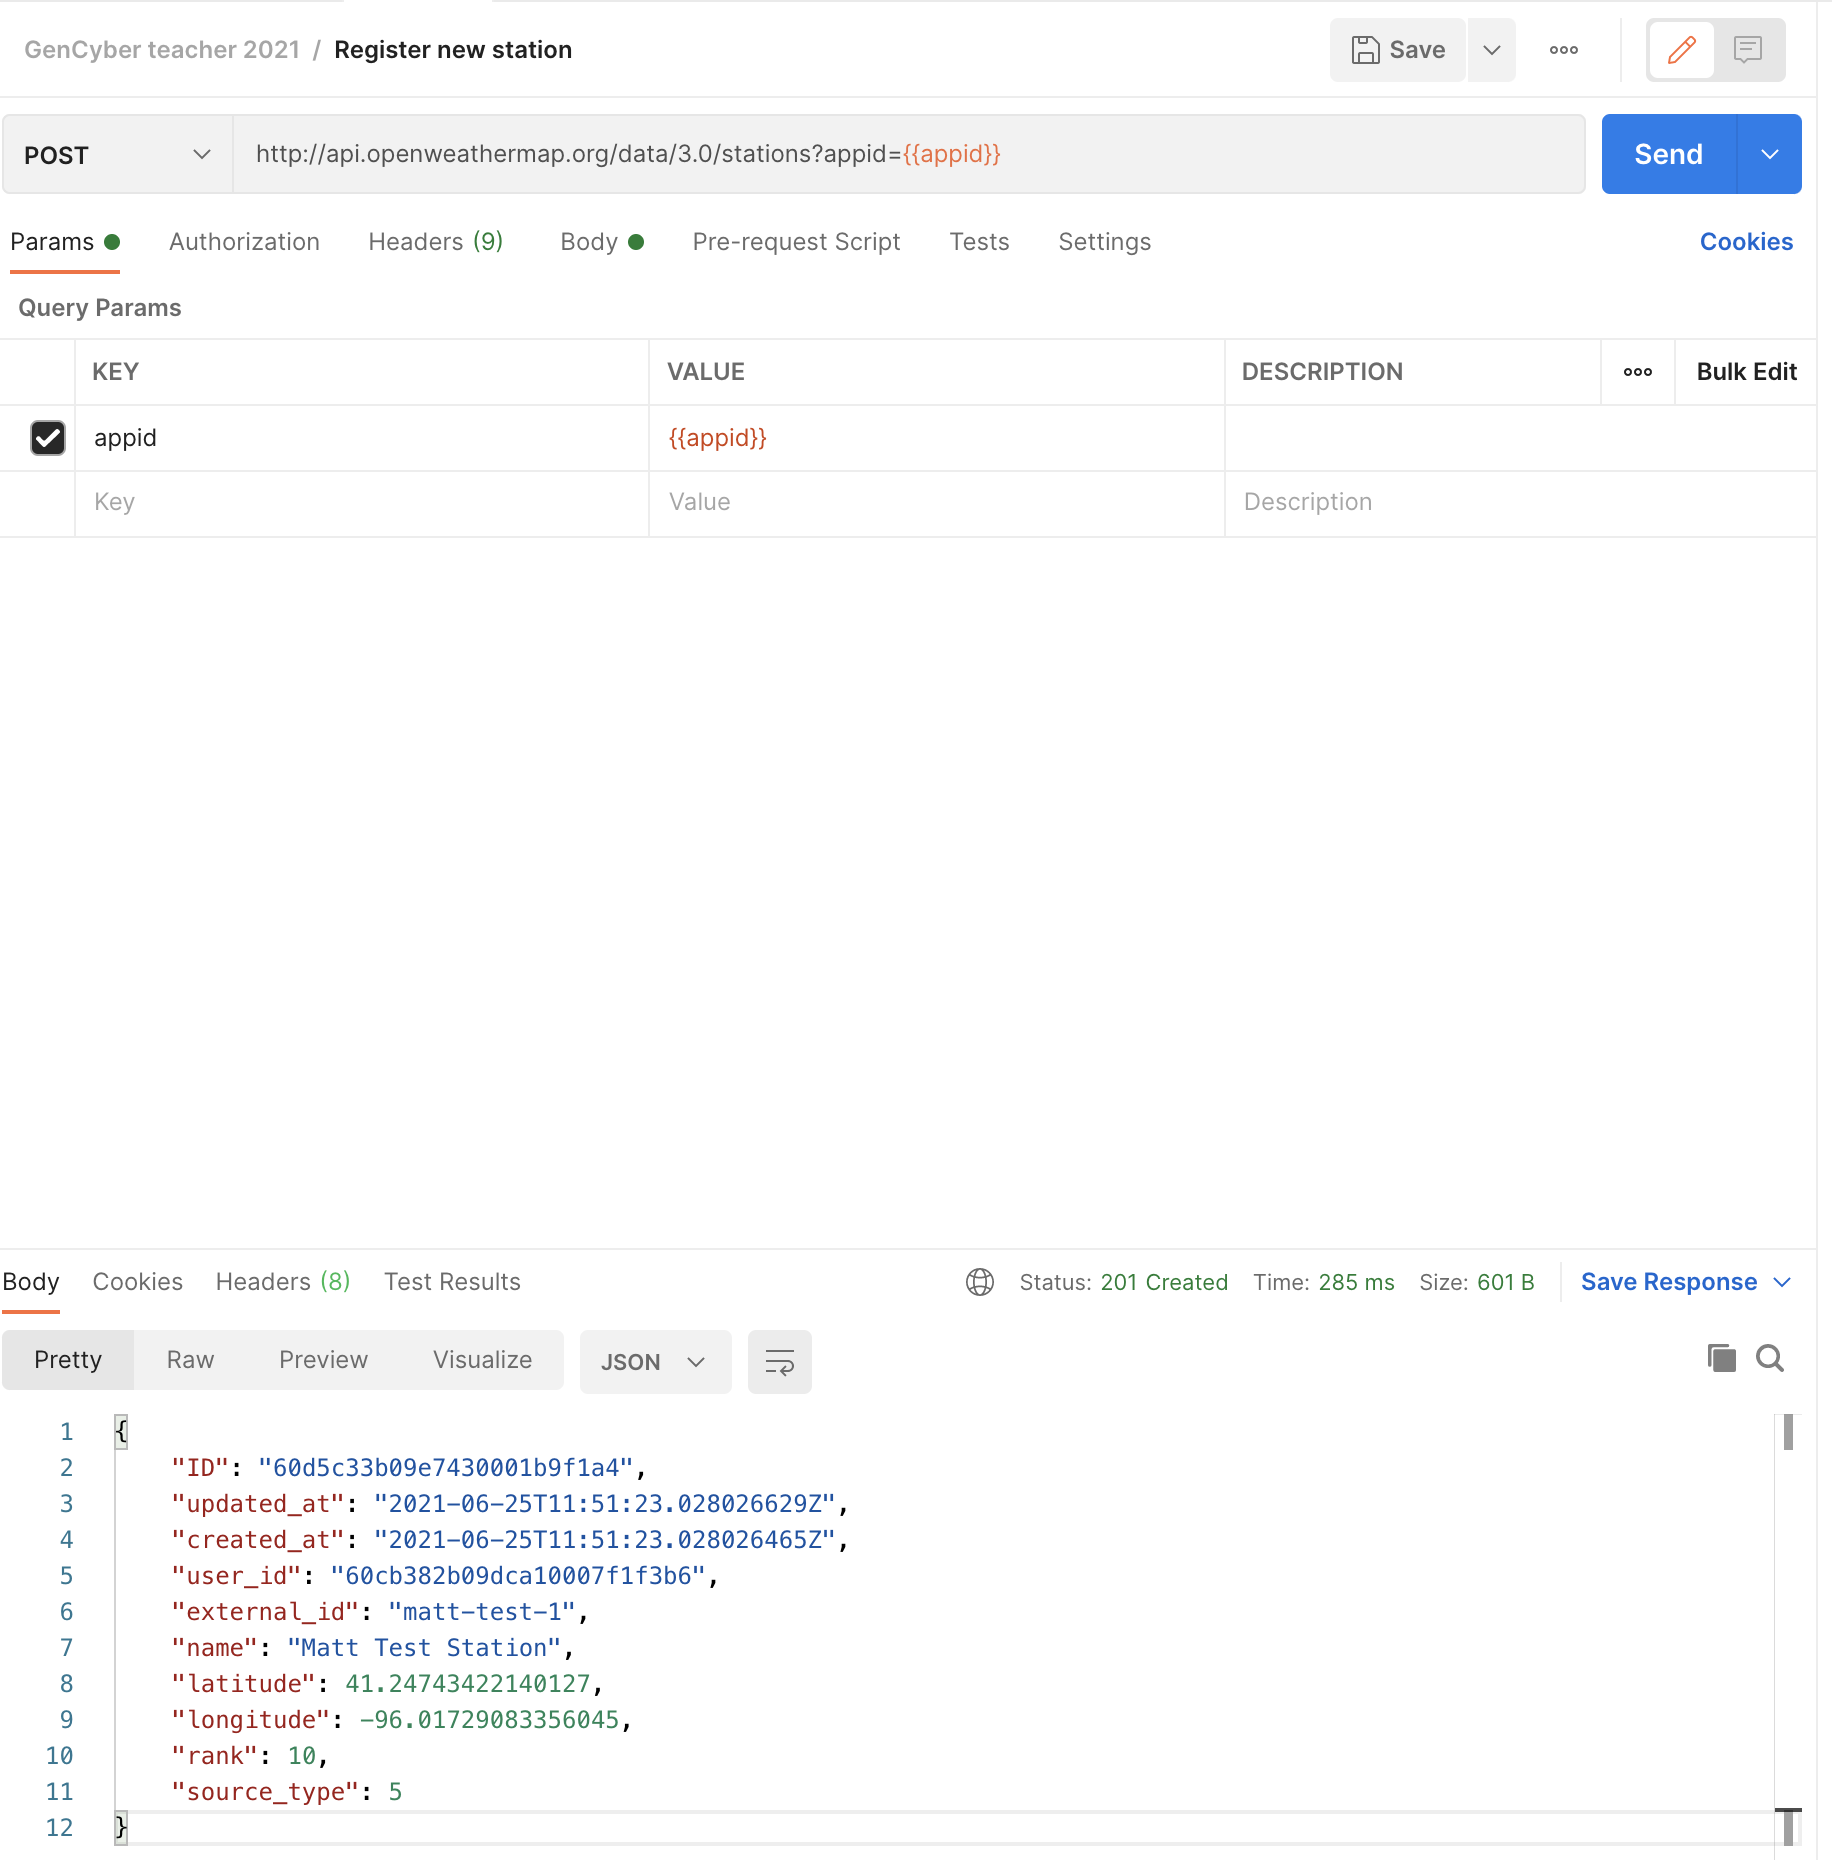 GenCyber teacher 2021 / Register new station
Save
POST
http://api.openweathermap.org/data/3.0/stations?appid={{appid}}
Send
Params Authorization Headers (9) Body Pre-request Script Tests Settings Cookies
Query Params
KEY VALUE DESCRIPTION Bulk Edit
appid {{appid}}
Key Value Description
Body Cookies Headers (8) Test Results Status: 201 Created Time: 285 ms Size: 601 B Save Response
Pretty Raw Preview Visualize JSON
1 {
2 "ID": "60d5c33b09e7430001b9f1a4",
3 "updated_at": "2021-06-25T11:51:23.028026629Z",
4 "created_at": "2021-06-25T11:51:23.028026465Z",
5 "user_id": "60cb382b09dca10007f1f3b6",
6 "external_id": "matt-test-1",
7 "name": "Matt Test Station",
8 "latitude": 41.24743422140127,
9 "longitude": -96.01729083356045,
10 "rank": 10,
11 "source_type": 5
12 }